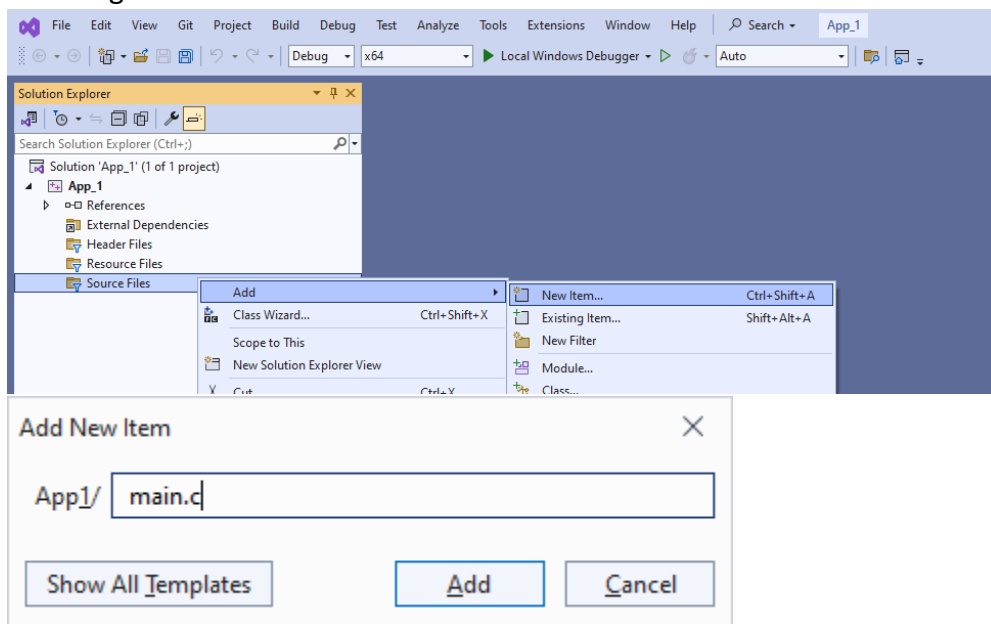 File Edit View Git Project Build Debug Test Analyze Tools Extensions Window Help Search App_1
Debug x64 Local Windows Debugger Auto
Solution Explorer
Search Solution Explorer (Ctrl+;)
Solution 'App_1' (1 of 1 project)
App_1
References
External Dependencies
Header Files
Resource Files
Source Files
Add New Item... Ctrl+Shift+A
Class Wizard... Ctrl+Shift+X Existing Item... Shift+Alt+A
Scope to This New Filter
New Solution Explorer View Module...
Cut Ctrl+X Class...
Add New Item
App1/ main.c
Show All Templates Add Cancel